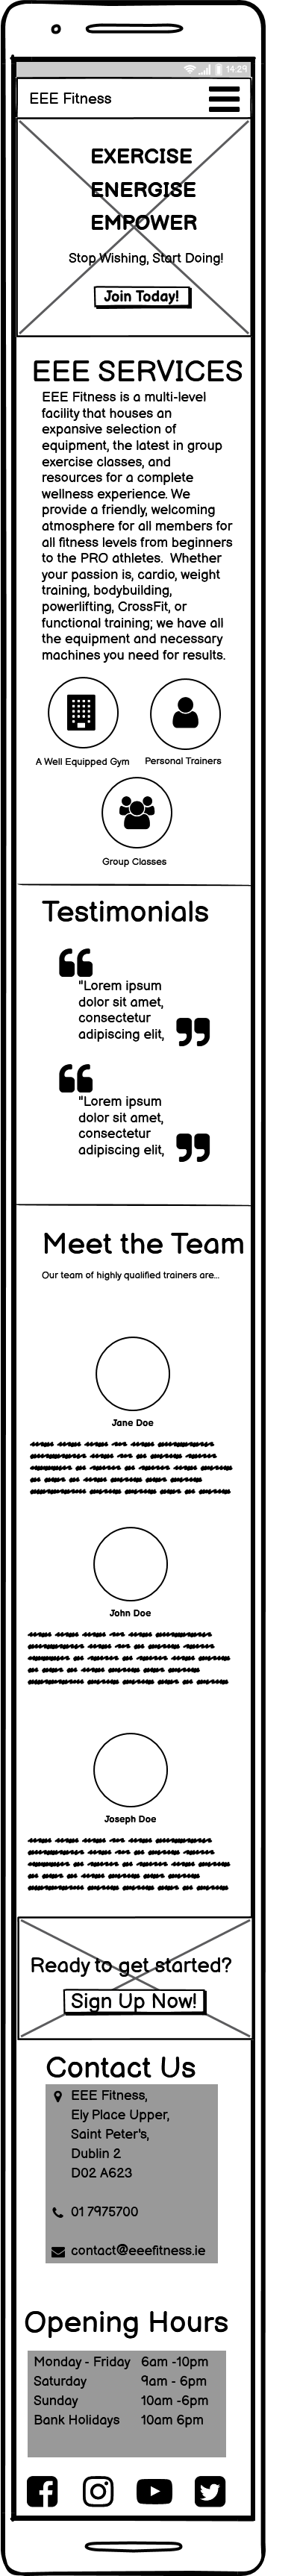 14:29
EEE Fitness
EXERCISE
ENERGISE
EMPOWER
Stop Wishing, Start Doing!
Join Today!
EEE SERVICES
EEE Fitness is a multi-level
facility that houses an
expansive selection of
equipment, the latest in group
exercise classes, and
resources for a complete
wellness experience. We
provide a friendly, welcoming
atmosphere for all members for
all fitness levels from beginners
to the PRO athletes.  Whether
your passion is, cardio, weight
training, bodybuilding,
powerlifting, CrossFit, or
functional training; we have all
the equipment and necessary
machines you need for results.
A Well Equipped Gym
Personal Trainers
Group Classes
Testimonials
"Lorem ipsum
dolor sit amet,
consectetur
adipiscing elit,
"Lorem ipsum
dolor sit amet,
consectetur
adipiscing elit,
Meet the Team
Our team of highly qualified trainers are...
Jane Doe
John Doe
Joseph Doe
Ready to get started?
Sign Up Now!
Contact Us
EEE Fitness,
Ely Place Upper,
Saint Peter's,
Dublin 2
D02 A623
01 7975700
contact@eeefitness.ie
Opening Hours
Monday - Friday 6am -10pm
Saturday 9am - 6pm
Sunday 10am -6pm
Bank Holidays 10am 6pm